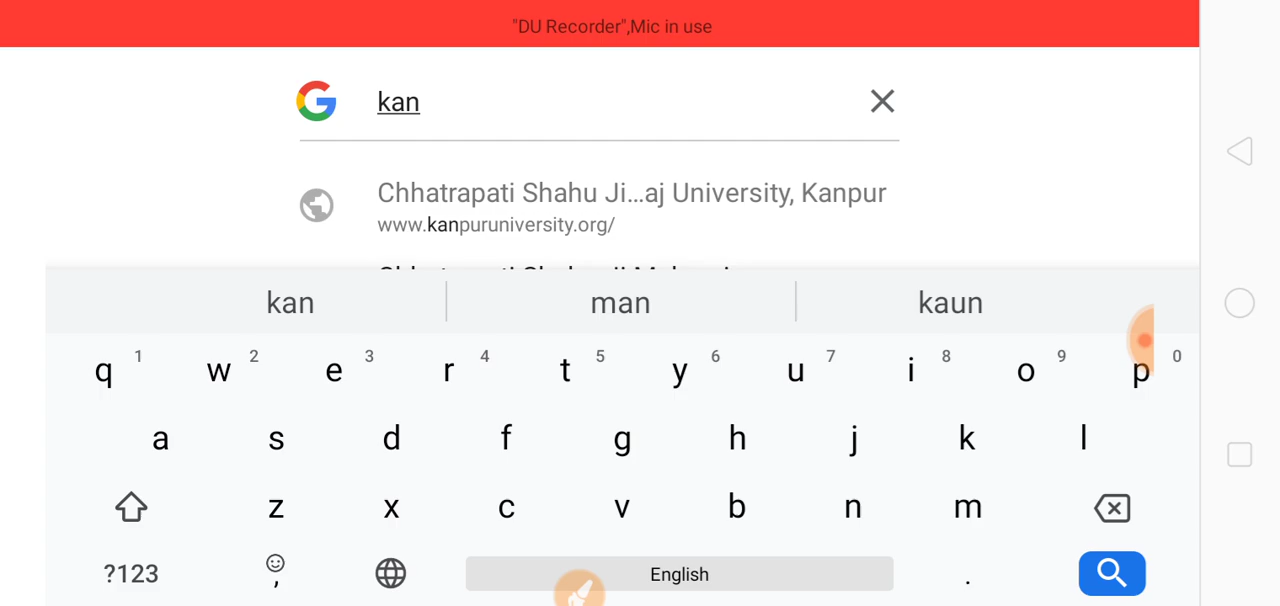 "DU Recorder",Mic in use
kan
Chhatrapati Shahu Ji...aj University, Kanpur
www.kanpuruniversity.org/
kan man kaun
q 1 w 2 e 3 r 4 t 5 y 6 u 7 i 8 o 9 p 0
a s d f g h j k l
z x c v b n m
?123 , English .